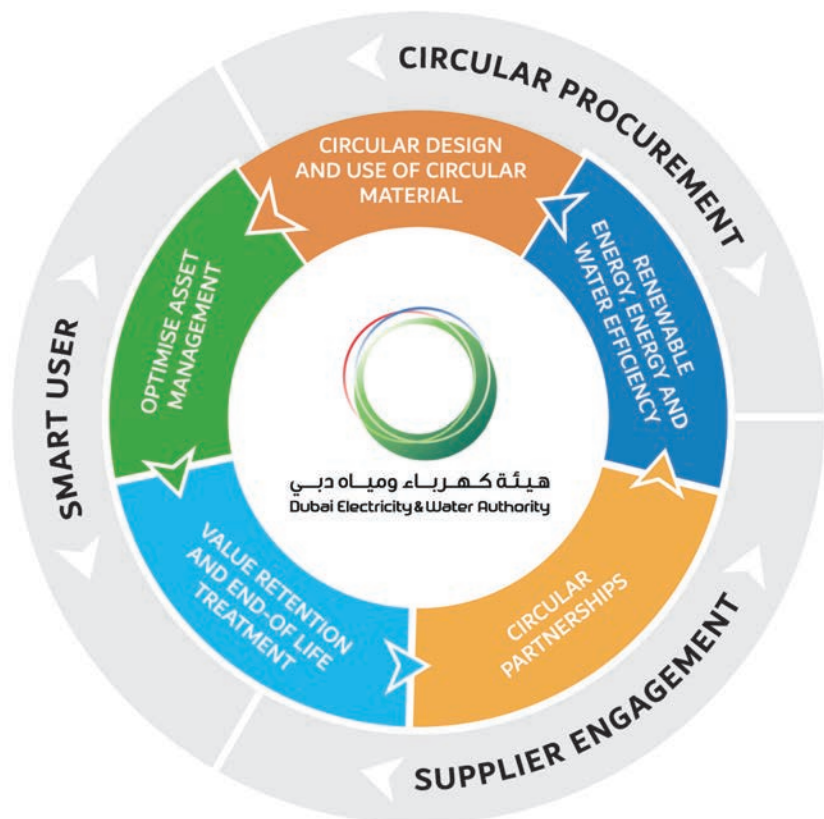 CIRCULAR PROCUREMENT
CIRCULAR DESIGN
AND USE OF CIRCULAR
MATERIAL
RENEWABLE
ENERGY, ENERGY AND
WATER EFFICIENCY
OPTIMISE ASSET
MANAGEMENT
SMART USER
هيئة كهرباء ومياه دبي
Dubai Electricity & Water Authority
VALUE RETENTION
AND END-OF LIFE
TREATMENT
CIRCULAR
PARTNERSHIPS
SUPPLIER ENGAGEMENT